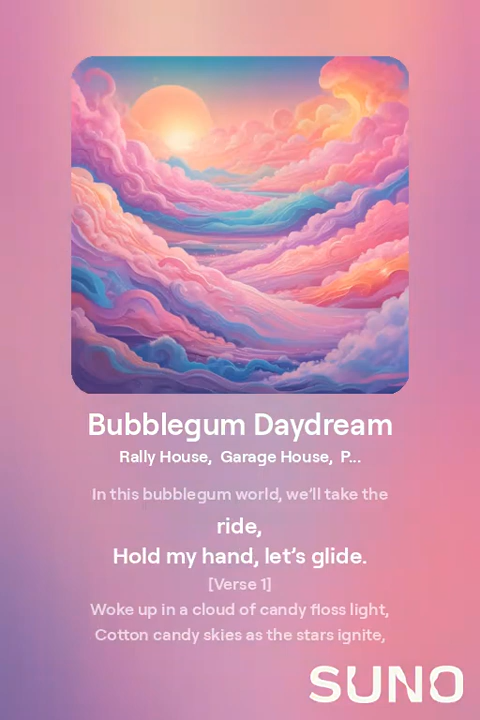 Bubblegum Daydream
Rally House, Garage House, P...
In this bubblegum world, we'll take the
ride,
Hold my hand, let's glide.
[Verse 1]
Woke up in a cloud of candy floss light,
Cotton candy skies as the stars ignite,
SUNO